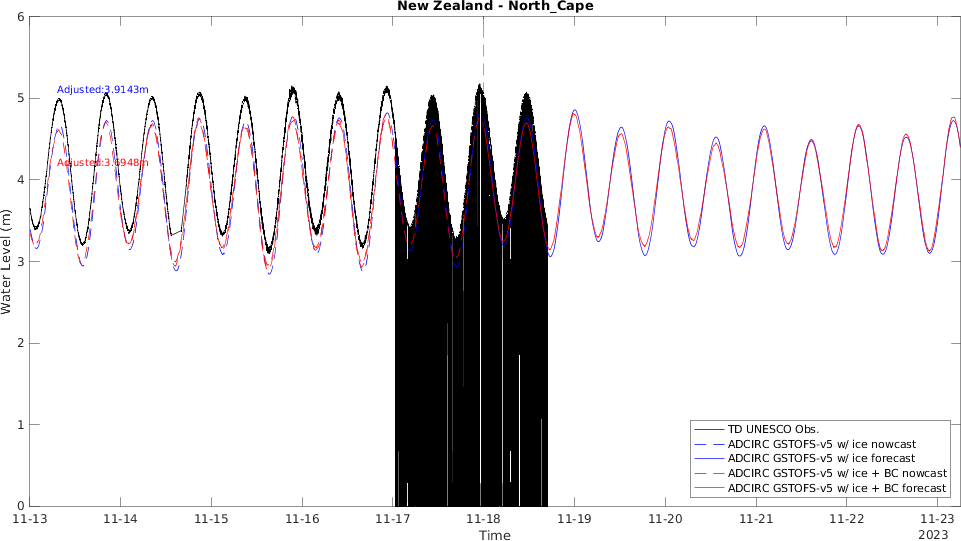 New Zealand - North_Cape
Water Level (m)
6
5
4
3
2
1
0
Adjusted:3.9143m
Adjusted:3.6948m
TD UNESCO Obs.
ADCIRC GSTOFS-v5 w/ ice nowcast
ADCIRC GSTOFS-v5 w/ ice forecast
ADCIRC GSTOFS-v5 w/ ice + BC nowcast
ADCIRC GSTOFS-v5 w/ ice + BC forecast
11-13 11-14 11-15 11-16 11-17 11-18 11-19 11-20 11-21 11-22 11-23
Time
2023